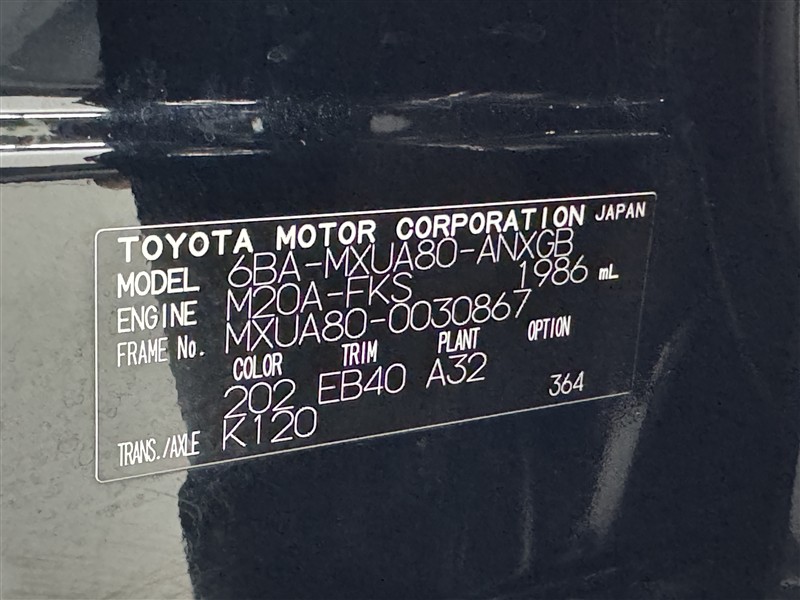 TOYOTA MOTOR CORPORATION JAPAN
MODEL 6BA-MXUA80-ANXGB
ENGINE M20A-FKS 1986 mL
FRAME No. MXUA80-0030867
COLOR TRIM PLANT OPTION
202 EB40 A32 364
TRANS./AXLE K120